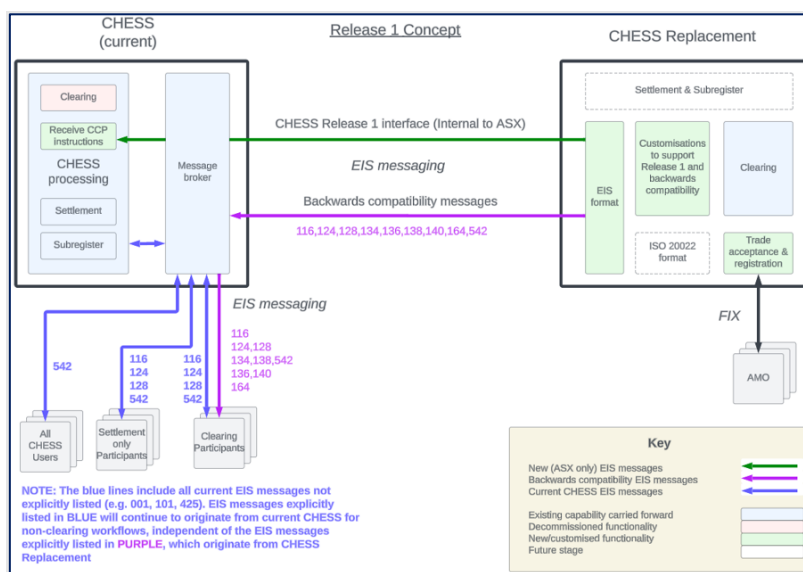 CHESS
(current)
Release 1 Concept
CHESS Replacement
Clearing
Receive CCP
instructions
CHESS
processing
Settlement
Subregister
Message
broker
CHESS Release 1 interface (Internal to ASX)
EIS messaging
Backwards compatibility messages
116,124,128,134,136,138,140,164,542
Settlement & Subregister
EIS
format
Customisations
to support
Release 1 and
backwards
compatibility
Clearing
ISO 20022
format
Trade
acceptance &
registration
EIS messaging
542
116
124
128
542
116
124
128
542
116
124,128
134,138,542
136,140
164
FIX
AMO
All
CHESS
Users
Settlement
only
Participants
Clearing
Participants
NOTE: The blue lines include all current EIS messages not
explicitly listed (e.g. 001, 101, 425). EIS messages explicitly
listed in BLUE will continue to originate from current CHESS for
non-clearing workflows, independent of the EIS messages
explicitly listed in PURPLE, which originate from CHESS
Replacement
Key
New (ASX only) EIS messages
Backwards compatibility EIS messages
Current CHESS EIS messages
Existing capability carried forward
Decommissioned functionality
New/customised functionality
Future stage